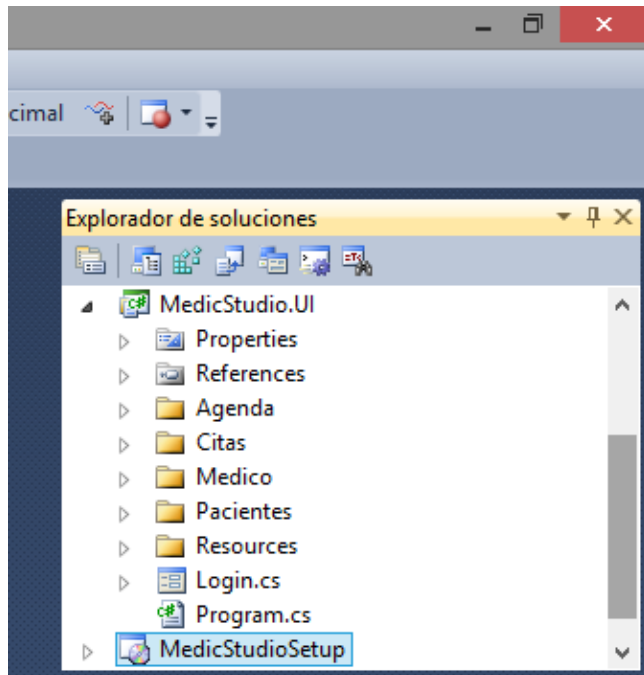 cimal
Explorador de soluciones
MedicStudio.UI
Properties
References
Agenda
Citas
Medico
Pacientes
Resources
Login.cs
Program.cs
MedicStudioSetup